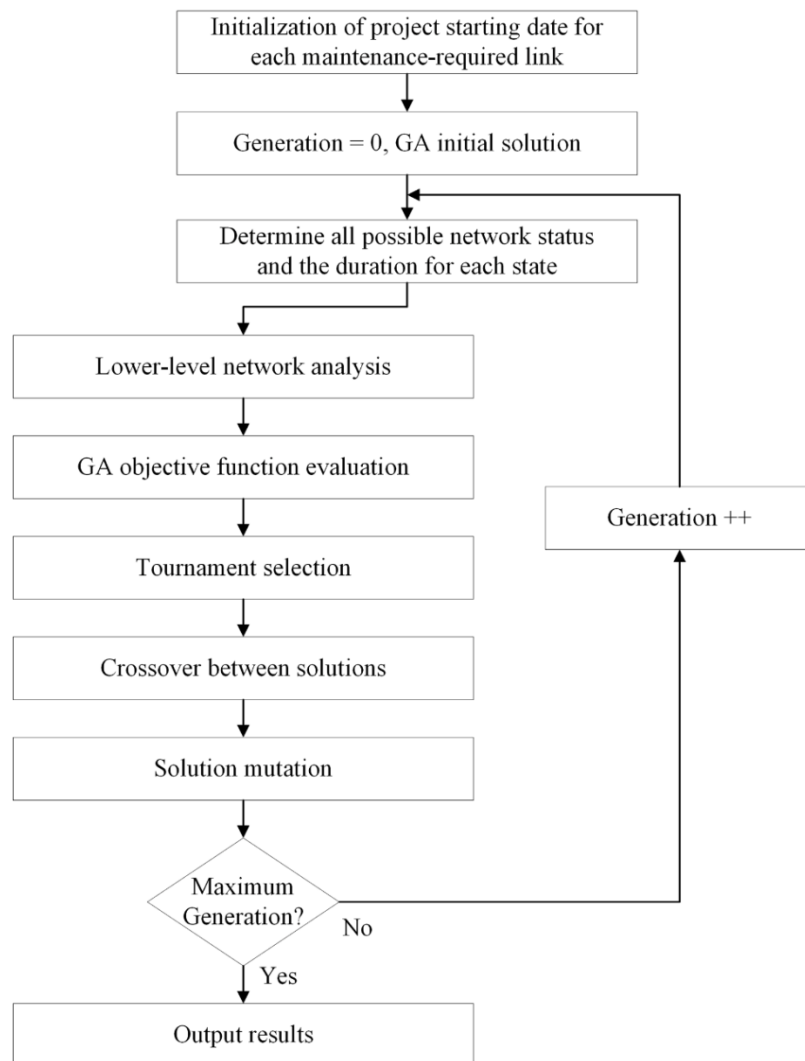 Initialization of project starting date for
each maintenance-required link
Generation = 0, GA initial solution
Determine all possible network status
and the duration for each state
Lower-level network analysis
GA objective function evaluation
Generation ++
Tournament selection
Crossover between solutions
Solution mutation
Maximum
Generation?
No
Yes
Output results